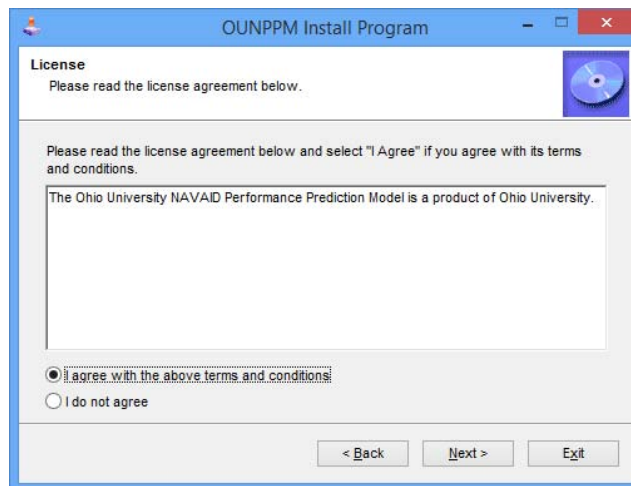 OUNPPM Install Program
License
Please read the license agreement below.
Please read the license agreement below and select "I Agree" if you agree with its terms
and conditions.
The Ohio University NAVAID Performance Prediction Model is a product of Ohio University.
I agree with the above terms and conditions
I do not agree
< Back
Next >
Exit